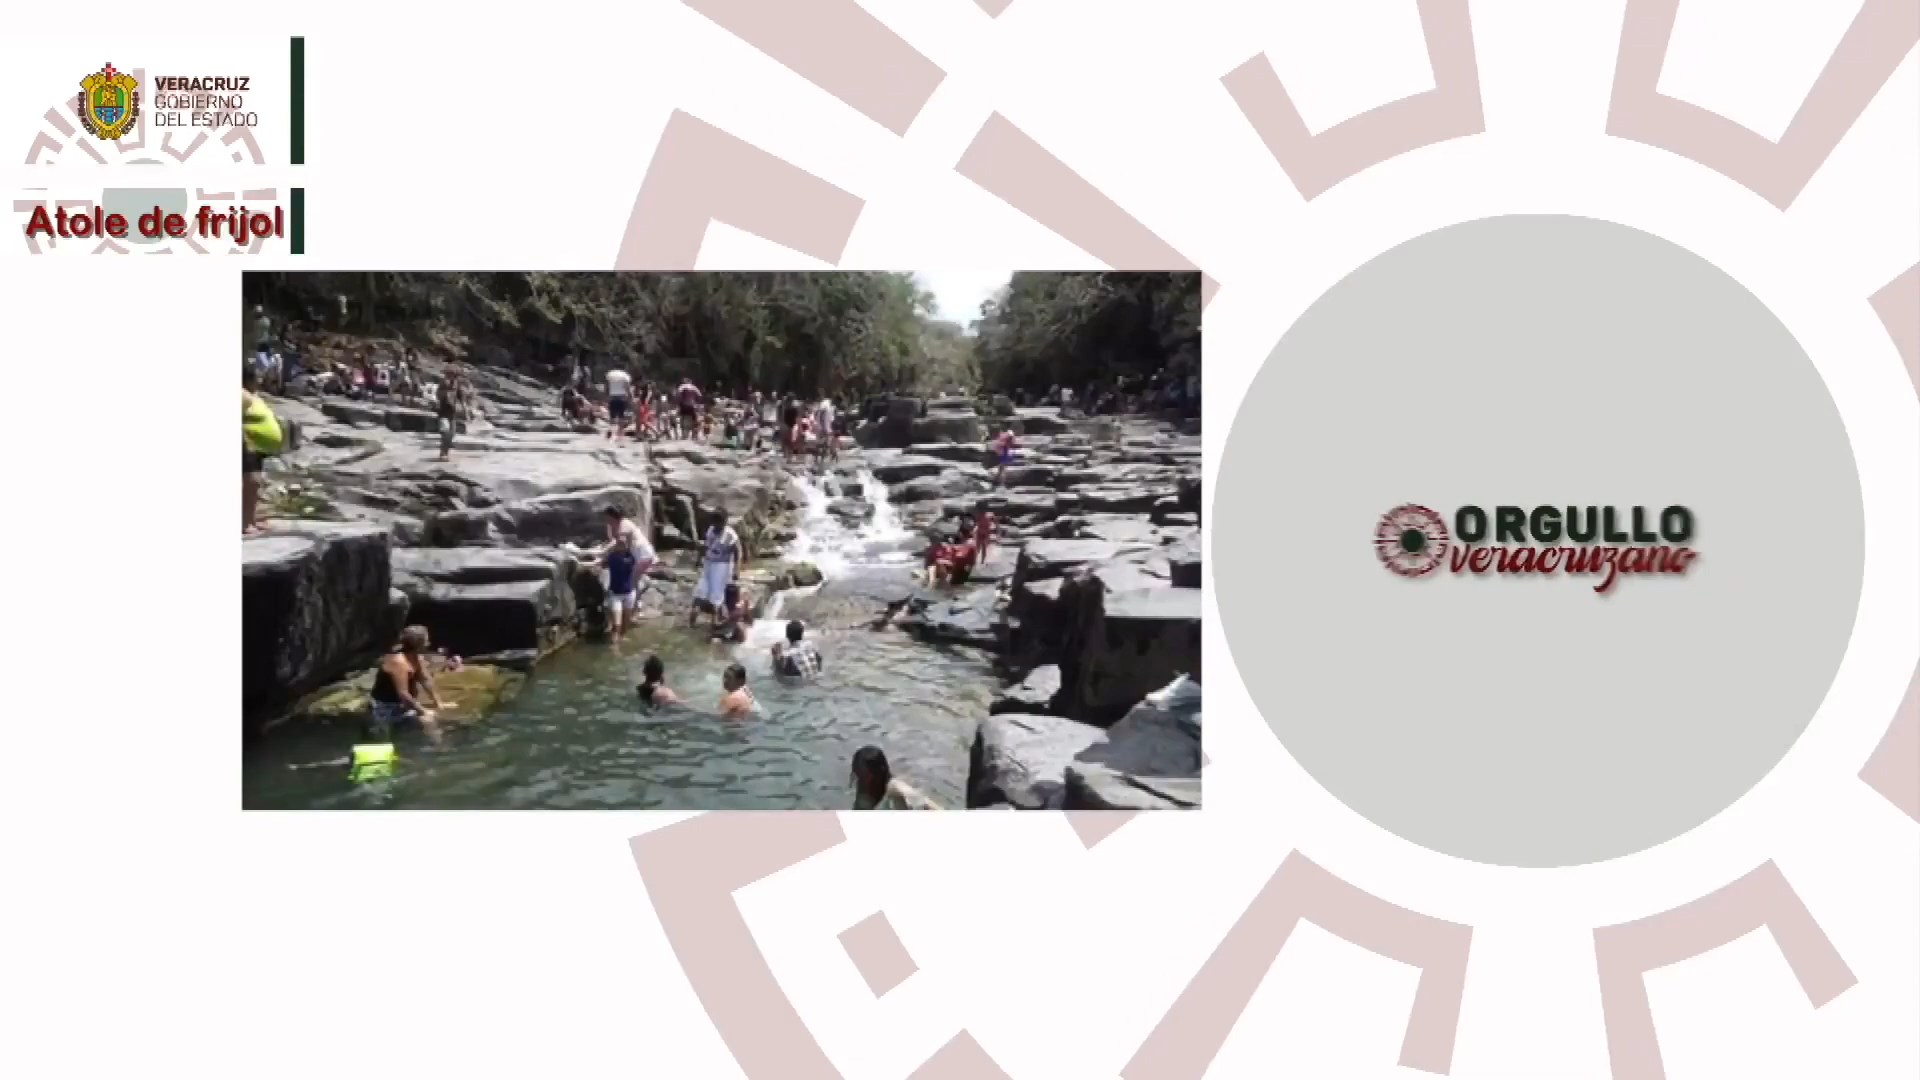 VERACRUZ
GOBIERNO
DEL ESTADO
Atole de frijol
ORGULLO
veracruzano